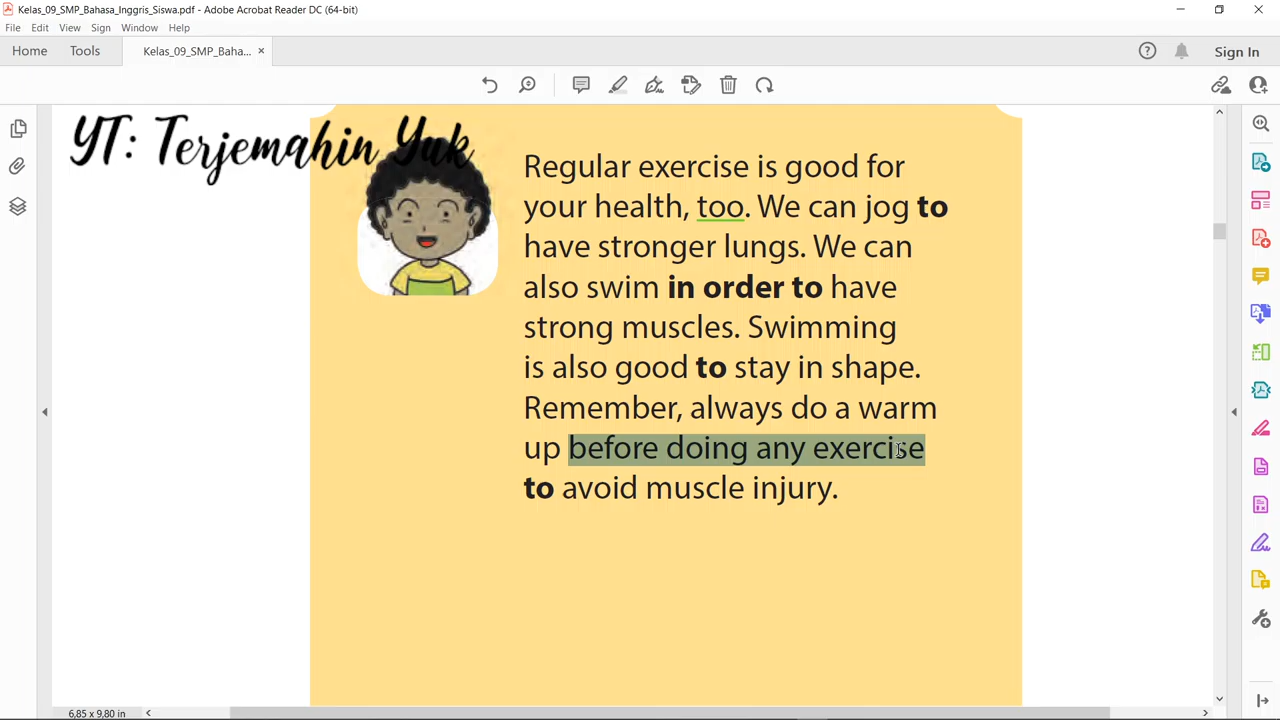 Kelas_09_SMP_Bahasa_Inggris_Siswa.pdf - Adobe Acrobat Reader DC (64-bit)
File Edit View Sign Window Help
Home Tools Kelas_09_SMP_Baha... × Sign In
YT: Terjemahin Yuk
Regular exercise is good for
your health, too. We can jog to
have stronger lungs. We can
also swim in order to have
strong muscles. Swimming
is also good to stay in shape.
Remember, always do a warm
up before doing any exercise
to avoid muscle injury.
6,85 x 9,80 in